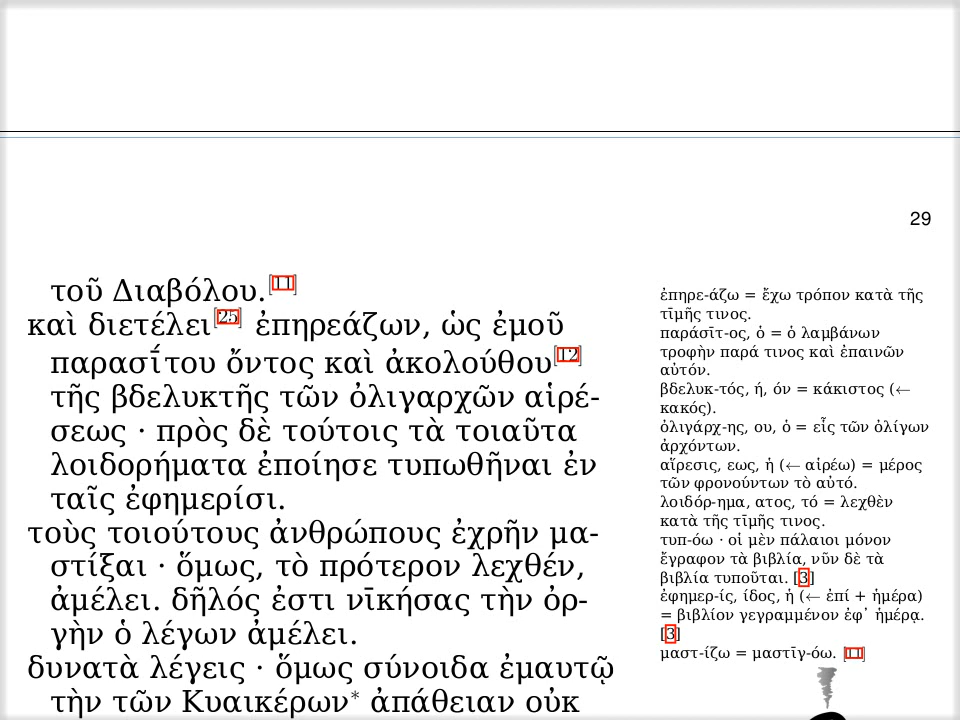 29
τοῦ Διαβόλου.[11]
καὶ διετέλει[25] ἐπηρεάζων, ὡς ἐμοῦ
παρασῑ́του ὄντος καὶ ἀκολούθου[12]
τῆς βδελυκτῆς τῶν ὀλιγαρχῶν αἱρέ-
σεως · πρὸς δὲ τούτοις τὰ τοιαῦτα
λοιδορήματα ἐποίησε τυπωθῆναι ἐν
ταῖς ἐφημερίσι.
τοὺς τοιούτους ἀνθρώπους ἐχρῆν μα-
στίξαι · ὅμως, τὸ πρότερον λεχθέν,
ἀμέλει. δῆλός ἐστι νῑκήσας τὴν ὀρ-
γὴν ὁ λέγων ἀμέλει.
δυνατὰ λέγεις · ὅμως σύνοιδα ἐμαυτῷ
τὴν τῶν Κυαικέρων* ἀπάθειαν οὐκ
ἐπηρε-άζω = ἔχω τρόπον κατὰ τῆς
τῑμῆς τινος.
παράσῑτ-ος, ὁ = ὁ λαμβάνων
τροφὴν παρά τινος καὶ ἐπαινῶν
αὐτόν.
βδελυκ-τός, ή, όν = κάκιστος (←
κακός).
ὀλιγάρχ-ης, ου, ὁ = εἷς τῶν ὀλίγων
ἀρχόντων.
αἵρεσις, εως, ἡ (← αἱρέω) = μέρος
τῶν φρονούντων τὸ αὐτό.
λοιδόρ-ημα, ατος, τό = λεχθὲν
κατὰ τῆς τῑμῆς τινος.
τυπ-όω · οἱ μὲν πάλαιοι μόνον
ἔγραφον τὰ βιβλία, νῦν δὲ τὰ
βιβλία τυποῦται. [3]
ἐφημερ-ίς, ίδος, ἡ (← ἐπί + ἡμέρα)
= βιβλίον γεγραμμένον ἐφ᾽ ἡμέρᾳ.
[3]
μαστ-ίζω = μαστῑγ-όω. [11]